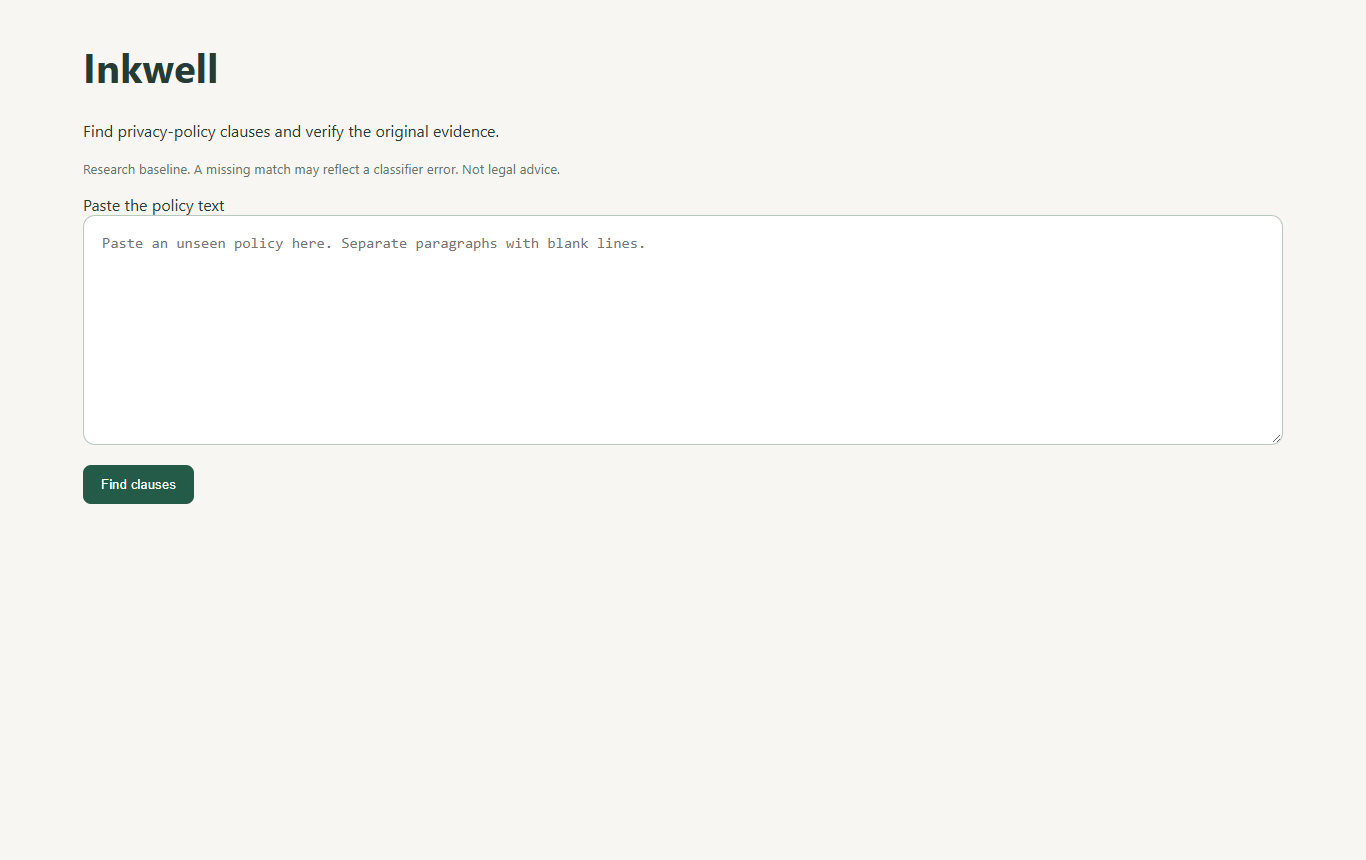 Inkwell
Find privacy-policy clauses and verify the original evidence.
Research baseline. A missing match may reflect a classifier error. Not legal advice.
Paste the policy text
Paste an unseen policy here. Separate paragraphs with blank lines.
Find clauses